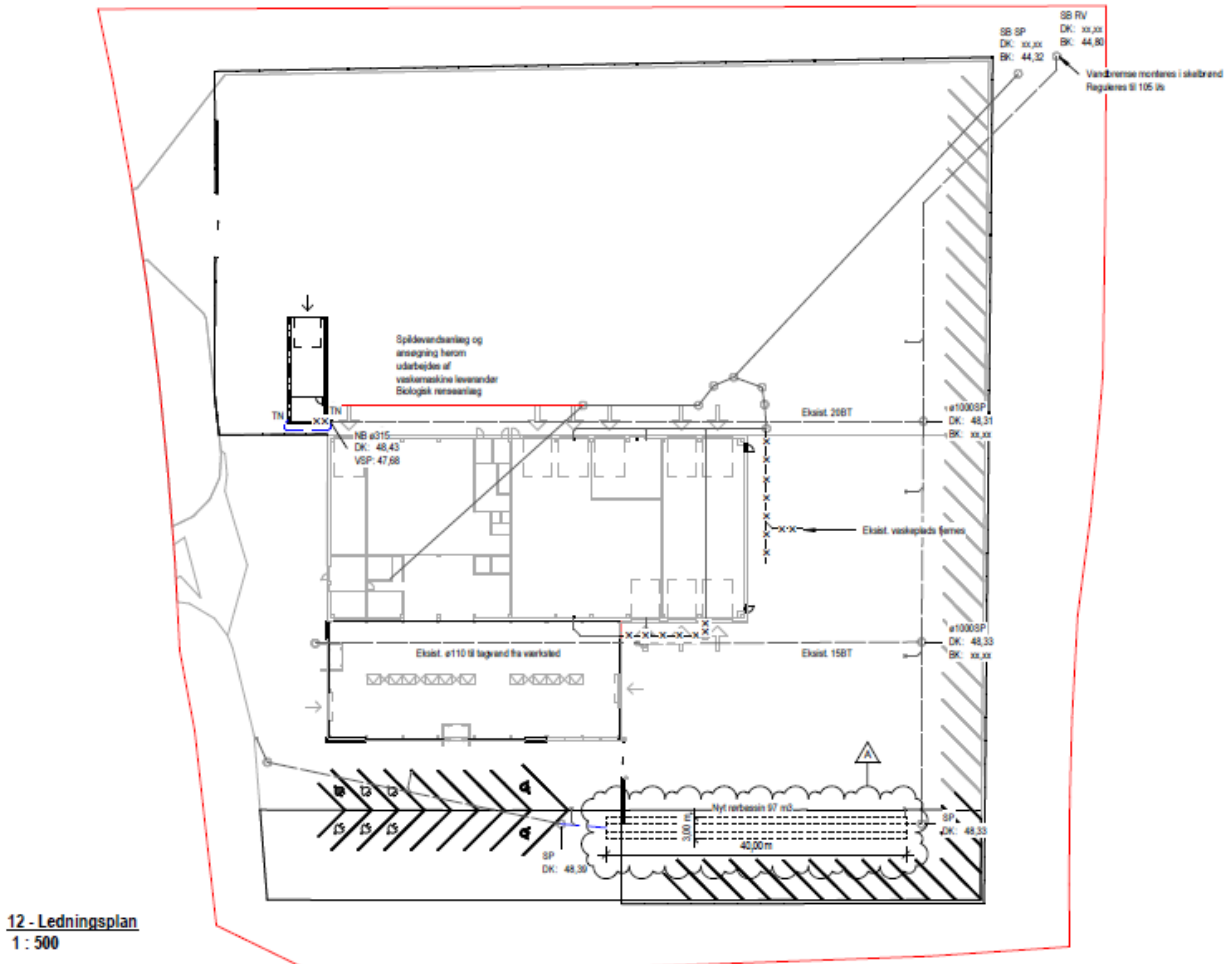 SB RV
DK: xx,xx
BK: 44,80
SB SP
DK: xx,xx
BK: 44,32
Vandbremse monteres i skelbrønd
Reguleres til 105 l/s
Spildevandsanlæg og
ansøgning herom
udarbejdes af
vaskemaskine leverandør
Biologisk renseanlæg
TN
TN
NB ø315
DK: 48,43
VSP: 47,68
Eksist. 20BT
ø1000SP
DK: 48,31
BK: xx,xx
Eksist. vaskeplads fjernes
ø1000SP
DK: 48,33
BK: xx,xx
Eksist. ø110 til tagvand fra værksted
Eksist. 15BT
A
Nyt rørbassin 97 m3
3,00 m
40,00 m
SP
DK: 48,33
SP
DK: 48,39
12 - Ledningsplan
1 : 500